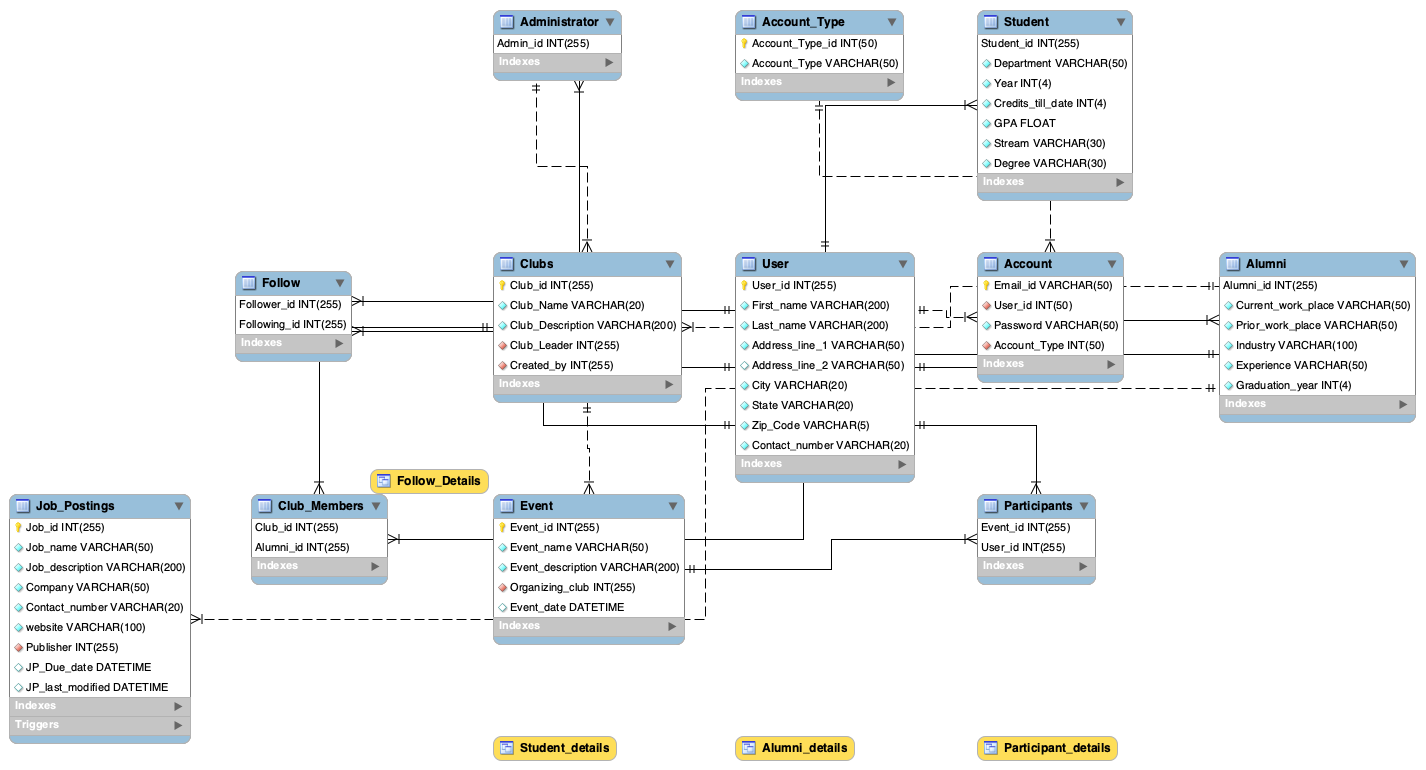 Administrator
Admin_id INT(255)
Indexes
Account_Type
Account_Type_id INT(50)
Account_Type VARCHAR(50)
Indexes
Student
Student_id INT(255)
Department VARCHAR(50)
Year INT(4)
Credits_till_date INT(4)
GPA FLOAT
Stream VARCHAR(30)
Degree VARCHAR(30)
Indexes
Follow
Follower_id INT(255)
Following_id INT(255)
Indexes
Clubs
Club_id INT(255)
Club_Name VARCHAR(20)
Club_Description VARCHAR(200)
Club_Leader INT(255)
Created_by INT(255)
Indexes
User
User_id INT(255)
First_name VARCHAR(200)
Last_name VARCHAR(200)
Address_line_1 VARCHAR(50)
Address_line_2 VARCHAR(50)
City VARCHAR(20)
State VARCHAR(20)
Zip_Code VARCHAR(5)
Contact_number VARCHAR(20)
Indexes
Account
Email_id VARCHAR(50)
User_id INT(50)
Password VARCHAR(50)
Account_Type INT(50)
Indexes
Alumni
Alumni_id INT(255)
Current_work_place VARCHAR(50)
Prior_work_place VARCHAR(50)
Industry VARCHAR(100)
Experience VARCHAR(50)
Graduation_year INT(4)
Indexes
Follow_Details
Job_Postings
Job_id INT(255)
Job_name VARCHAR(50)
Job_description VARCHAR(200)
Company VARCHAR(50)
Contact_number VARCHAR(20)
website VARCHAR(100)
Publisher INT(255)
JP_Due_date DATETIME
JP_last_modified DATETIME
Indexes
Triggers
Club_Members
Club_id INT(255)
Alumni_id INT(255)
Indexes
Event
Event_id INT(255)
Event_name VARCHAR(50)
Event_description VARCHAR(200)
Organizing_club INT(255)
Event_date DATETIME
Indexes
Participants
Event_id INT(255)
User_id INT(255)
Indexes
Student_details
Alumni_details
Participant_details